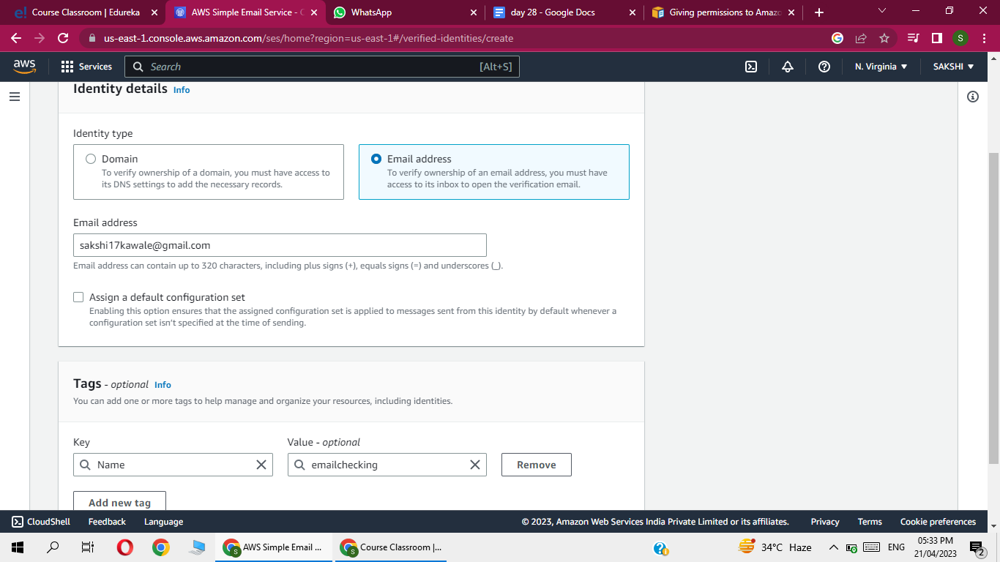 e! Course Classroom | Edureka
AWS Simple Email Service -
WhatsApp
day 28 - Google Docs
Giving permissions to Amaz
us-east-1.console.aws.amazon.com/ses/home?region=us-east-1#/verified-identities/create
S
aws
Services
Search
[Alt+S]
N. Virginia
SAKSHI
Identity details Info
Identity type
Domain
To verify ownership of a domain, you must have access to
its DNS settings to add the necessary records.
Email address
To verify ownership of an email address, you must have
access to its inbox to open the verification email.
Email address
sakshi17kawale@gmail.com
Email address can contain up to 320 characters, including plus signs (+), equals signs (=) and underscores (_).
Assign a default configuration set
Enabling this option ensures that the assigned configuration set is applied to messages sent from this identity by default whenever a
configuration set isn't specified at the time of sending.
Tags - optional Info
You can add one or more tags to help manage and organize your resources, including identities.
Key
Value - optional
Name
emailchecking
Remove
Add new tag
CloudShell
Feedback
Language
© 2023, Amazon Web Services India Private Limited or its affiliates.
Privacy
Terms
Cookie preferences
AWS Simple Email ...
Course Classroom |...
34°C Haze
ENG
05:33 PM
21/04/2023
2